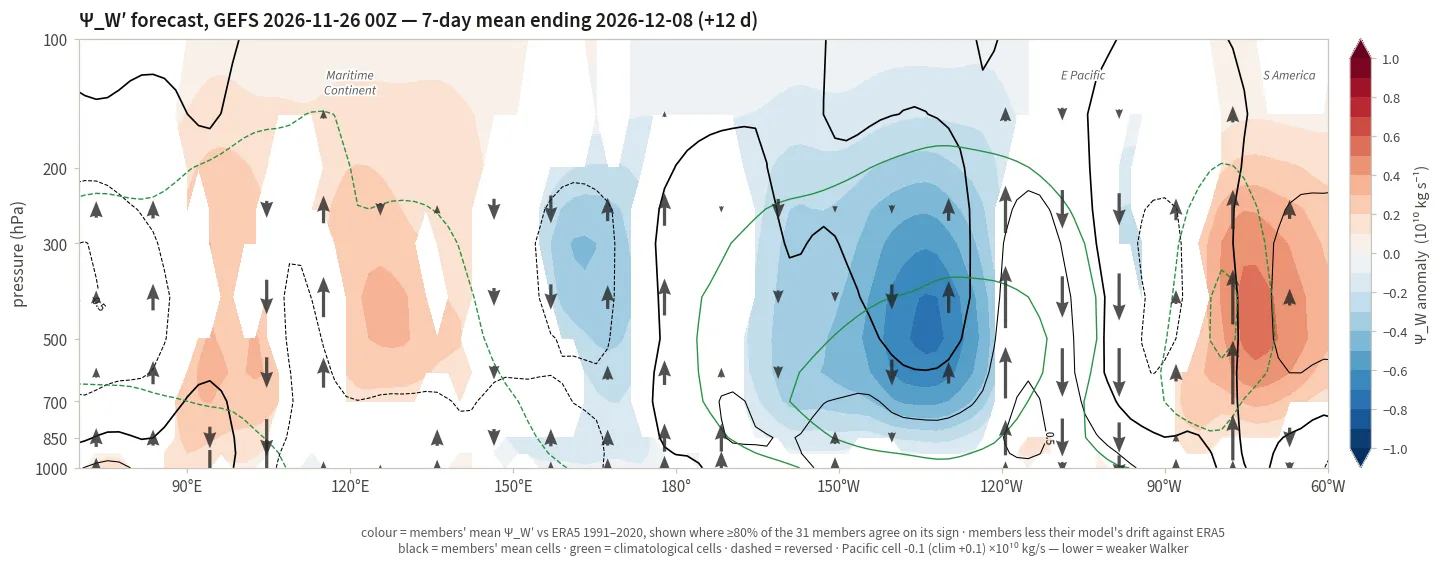 Ψ_W′ forecast, GEFS 2026-11-26 00Z — 7-day mean ending 2026-12-08 (+12 d)
100
200
300
400
500
700
850
1000
pressure (hPa)
Maritime
Continent
E Pacific
S America
0.5
90°E
120°E
150°E
180°
150°W
120°W
90°W
60°W
1.0
0.8
0.6
0.4
0.2
0.0
−0.2
−0.4
−0.6
−0.8
−1.0
Ψ_W anomaly (10¹⁰ kg s⁻¹)
colour = members' mean Ψ_W′ vs ERA5 1991–2020, shown where ≥80% of the 31 members agree on its sign · members less their model's drift against ERA5
black = members' mean cells · green = climatological cells · dashed = reversed · Pacific cell -0.1 (clim +0.1) ×10¹⁰ kg/s — lower = weaker Walker